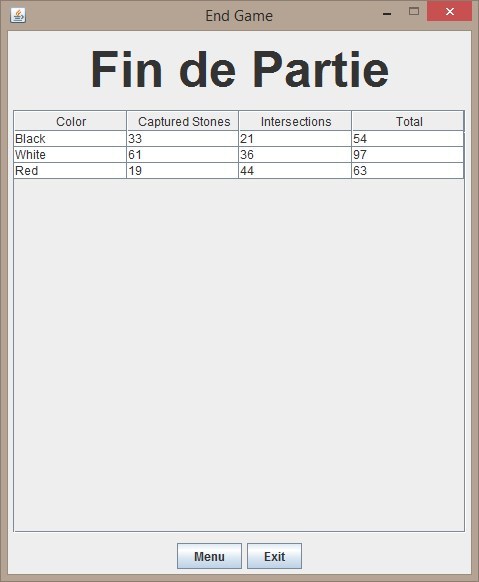 End Game
Fin de Partie
Color Captured Stones Intersections Total
Black 33 21 54
White 61 36 97
Red 19 44 63
Menu Exit